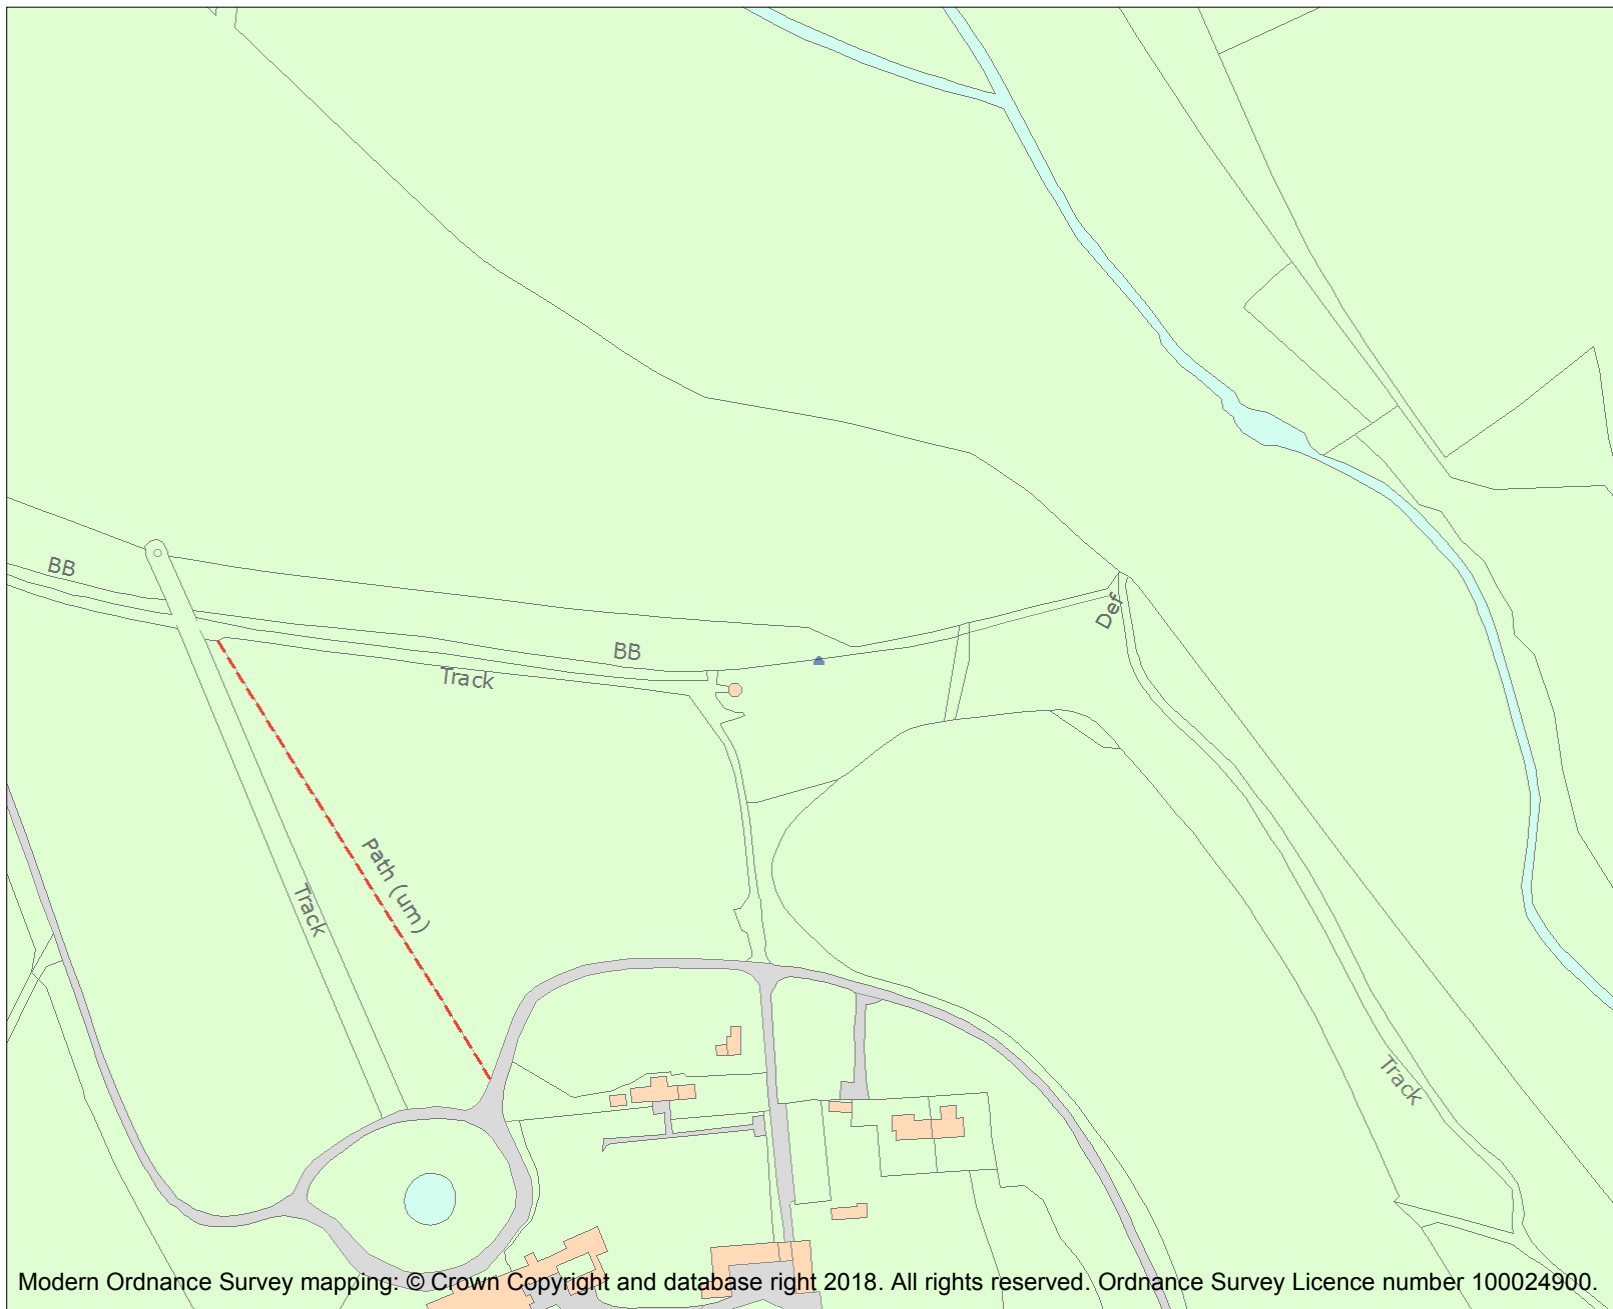 BB
BB
Def
Track
Path (um)
Track
Track
Modern Ordnance Survey mapping: © Crown Copyright and database right 2018. All rights reserved. Ordnance Survey Licence number 100024900.